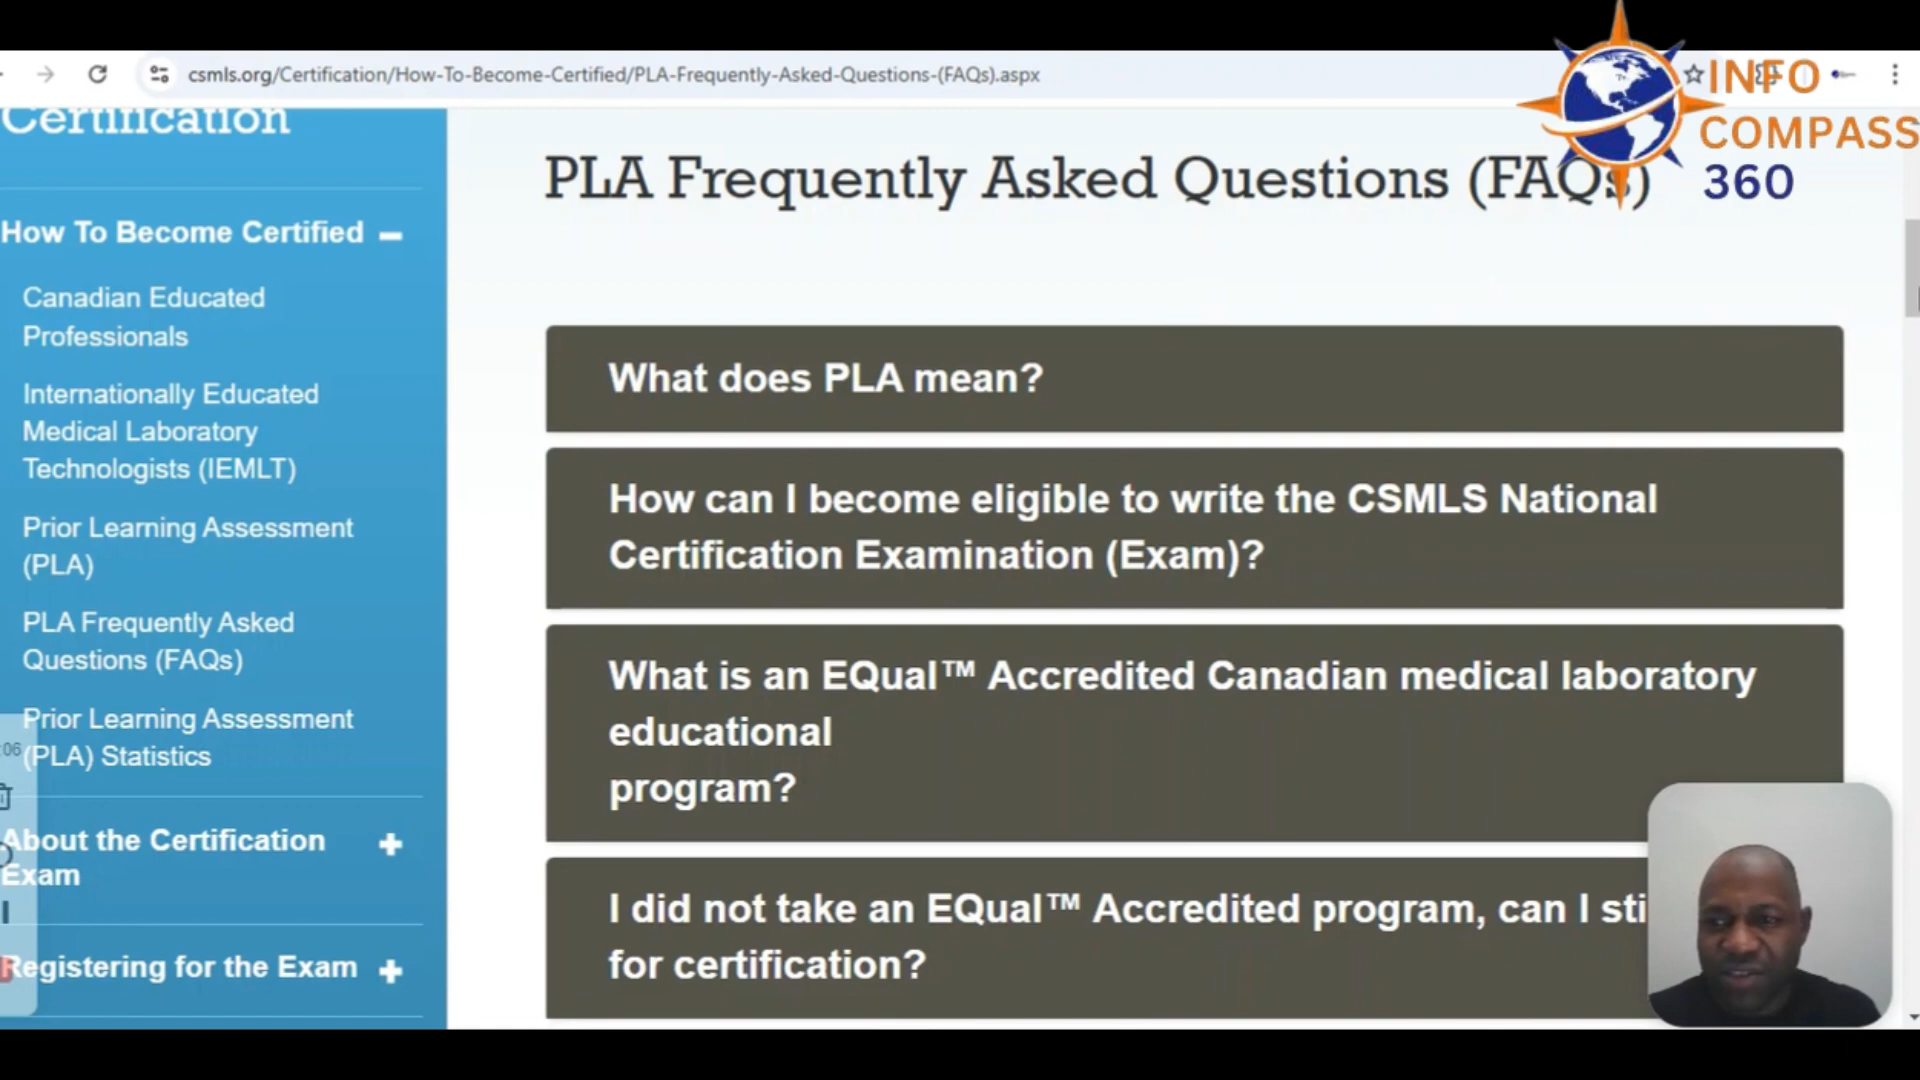 csmls.org/Certification/How-To-Become-Certified/PLA-Frequently-Asked-Questions-(FAQs).aspx
INFO
COMPASS
360
Certification
How To Become Certified
Canadian Educated
Professionals
Internationally Educated
Medical Laboratory
Technologists (IEMLT)
Prior Learning Assessment
(PLA)
PLA Frequently Asked
Questions (FAQs)
Prior Learning Assessment
(PLA) Statistics
:06
About the Certification
Exam
Registering for the Exam
PLA Frequently Asked Questions (FAQs)
What does PLA mean?
How can I become eligible to write the CSMLS National
Certification Examination (Exam)?
What is an EQual™ Accredited Canadian medical laboratory
educational
program?
I did not take an EQual™ Accredited program, can I
for certification?